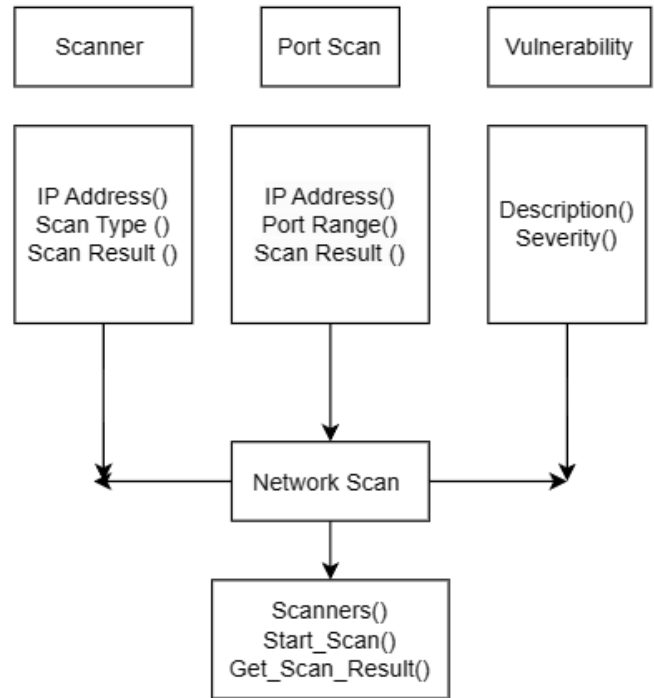 Scanner
Port Scan
Vulnerability
IP Address()
Scan Type ()
Scan Result ()
IP Address()
Port Range()
Scan Result ()
Description()
Severity()
Network Scan
Scanners()
Start_Scan()
Get_Scan_Result()